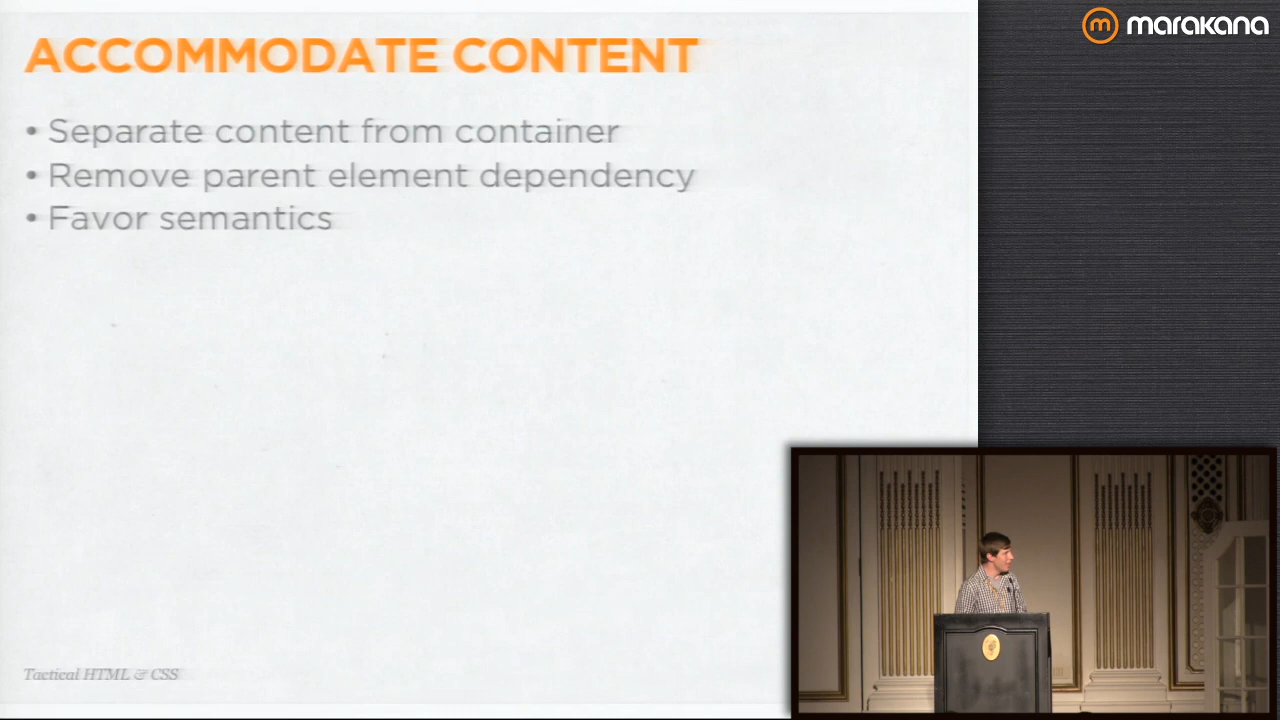 ACCOMMODATE CONTENT
• Separate content from container
• Remove parent element dependency
• Favor semantics
Tactical HTML & CSS
marakana